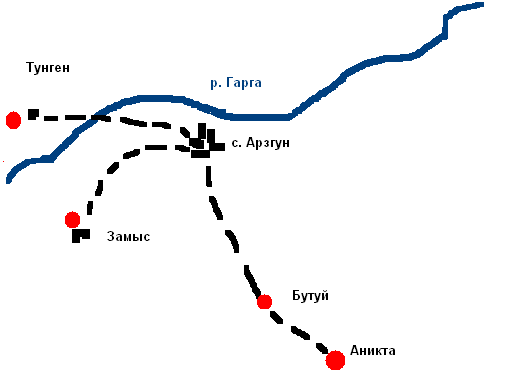 Тунген
р. Гарга
с. Арзгун
Замыс
Бутуй
Аникта